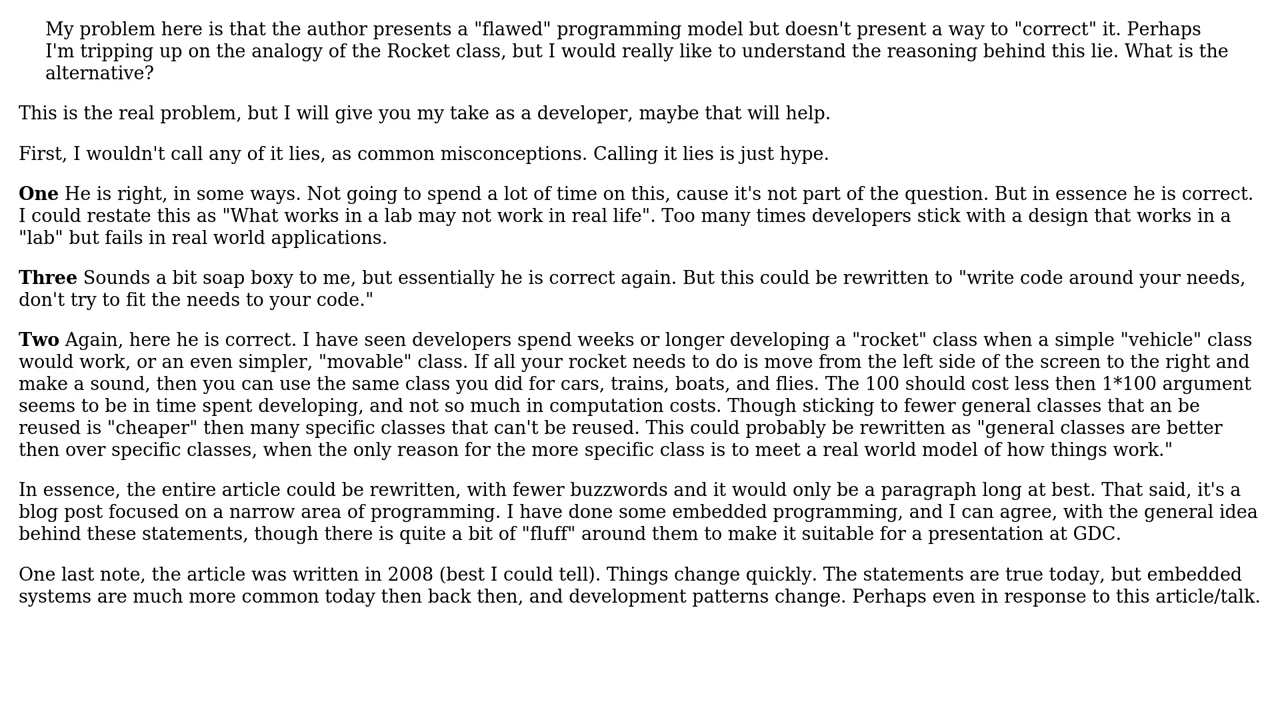 My problem here is that the author presents a "flawed" programming model but doesn't present a way to "correct" it. Perhaps
I'm tripping up on the analogy of the Rocket class, but I would really like to understand the reasoning behind this lie. What is the
alternative?
This is the real problem, but I will give you my take as a developer, maybe that will help.
First, I wouldn't call any of it lies, as common misconceptions. Calling it lies is just hype.
One He is right, in some ways. Not going to spend a lot of time on this, cause it's not part of the question. But in essence he is correct.
I could restate this as "What works in a lab may not work in real life". Too many times developers stick with a design that works in a
"lab" but fails in real world applications.
Three Sounds a bit soap boxy to me, but essentially he is correct again. But this could be rewritten to "write code around your needs,
don't try to fit the needs to your code."
Two Again, here he is correct. I have seen developers spend weeks or longer developing a "rocket" class when a simple "vehicle" class
would work, or an even simpler, "movable" class. If all your rocket needs to do is move from the left side of the screen to the right and
make a sound, then you can use the same class you did for cars, trains, boats, and flies. The 100 should cost less then 1*100 argument
seems to be in time spent developing, and not so much in computation costs. Though sticking to fewer general classes that an be
reused is "cheaper" then many specific classes that can't be reused. This could probably be rewritten as "general classes are better
then over specific classes, when the only reason for the more specific class is to meet a real world model of how things work."
In essence, the entire article could be rewritten, with fewer buzzwords and it would only be a paragraph long at best. That said, it's a
blog post focused on a narrow area of programming. I have done some embedded programming, and I can agree, with the general idea
behind these statements, though there is quite a bit of "fluff" around them to make it suitable for a presentation at GDC.
One last note, the article was written in 2008 (best I could tell). Things change quickly. The statements are true today, but embedded
systems are much more common today then back then, and development patterns change. Perhaps even in response to this article/talk.